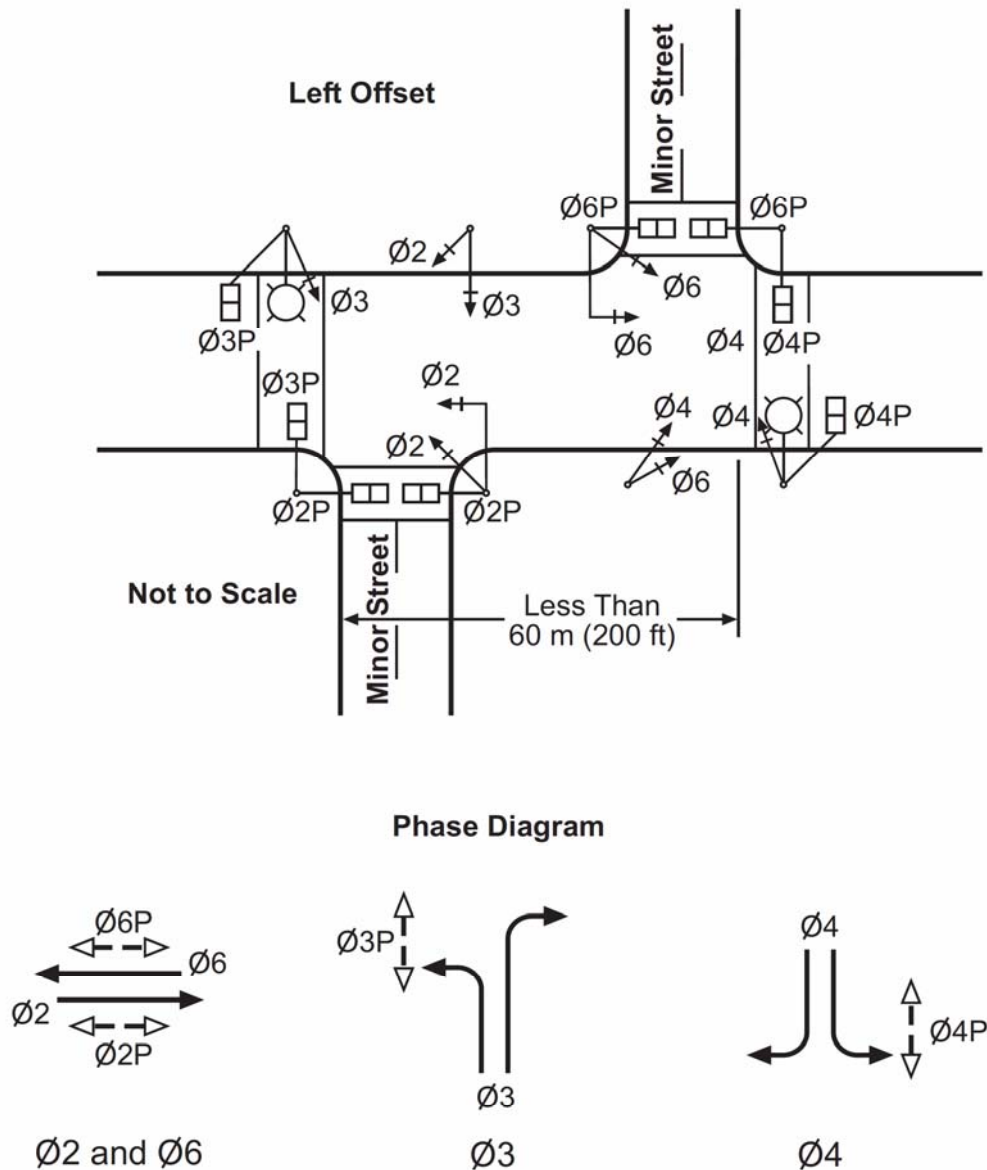 Left Offset
Minor Street
Ø6P
Ø6P
Ø2
Ø3
Ø3
Ø6
Ø3P
Ø6
Ø4
Ø4P
Ø3P
Ø2
Ø4
Ø4
Ø4P
Ø2
Ø6
Ø2P
Ø2P
Not to Scale
Minor Street
Less Than
60 m (200 ft)
Phase Diagram
Ø6P
Ø6
Ø2
Ø2P
Ø3P
Ø3
Ø4
Ø4P
Ø2 and Ø6
Ø3
Ø4